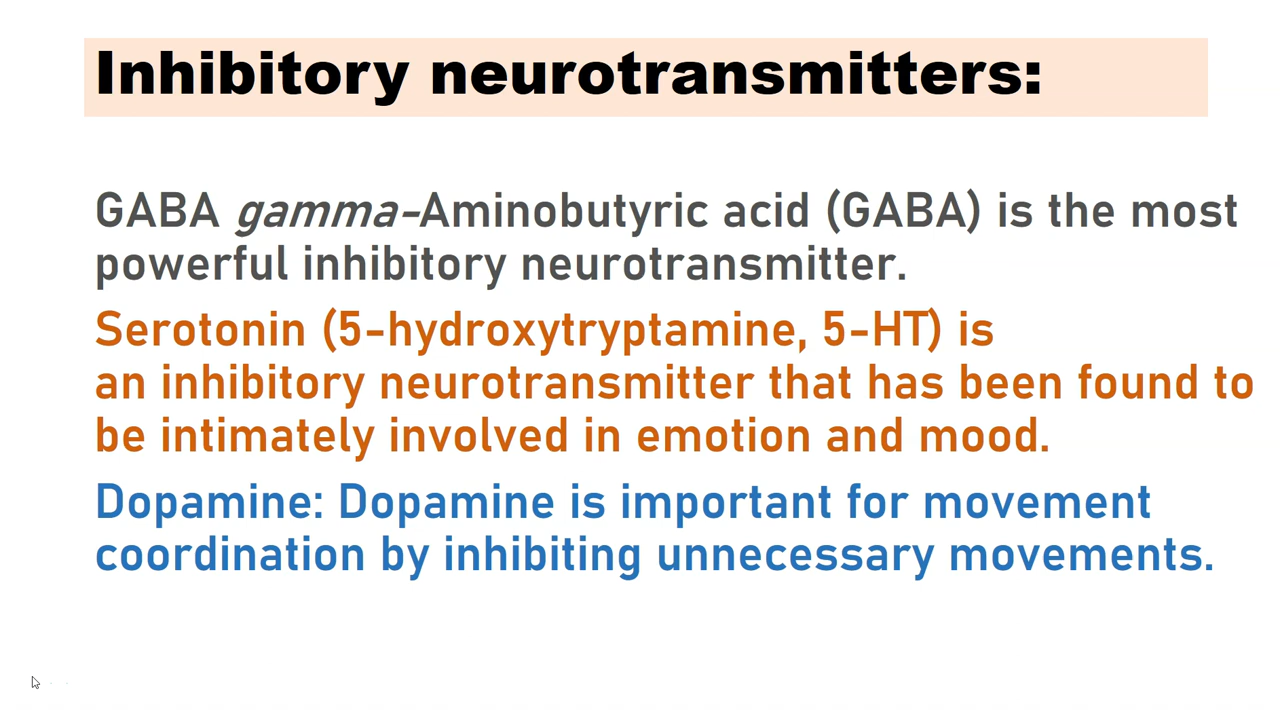 Inhibitory neurotransmitters:
GABA gamma-Aminobutyric acid (GABA) is the most
powerful inhibitory neurotransmitter.
Serotonin (5-hydroxytryptamine, 5-HT) is
an inhibitory neurotransmitter that has been found to
be intimately involved in emotion and mood.
Dopamine: Dopamine is important for movement
coordination by inhibiting unnecessary movements.